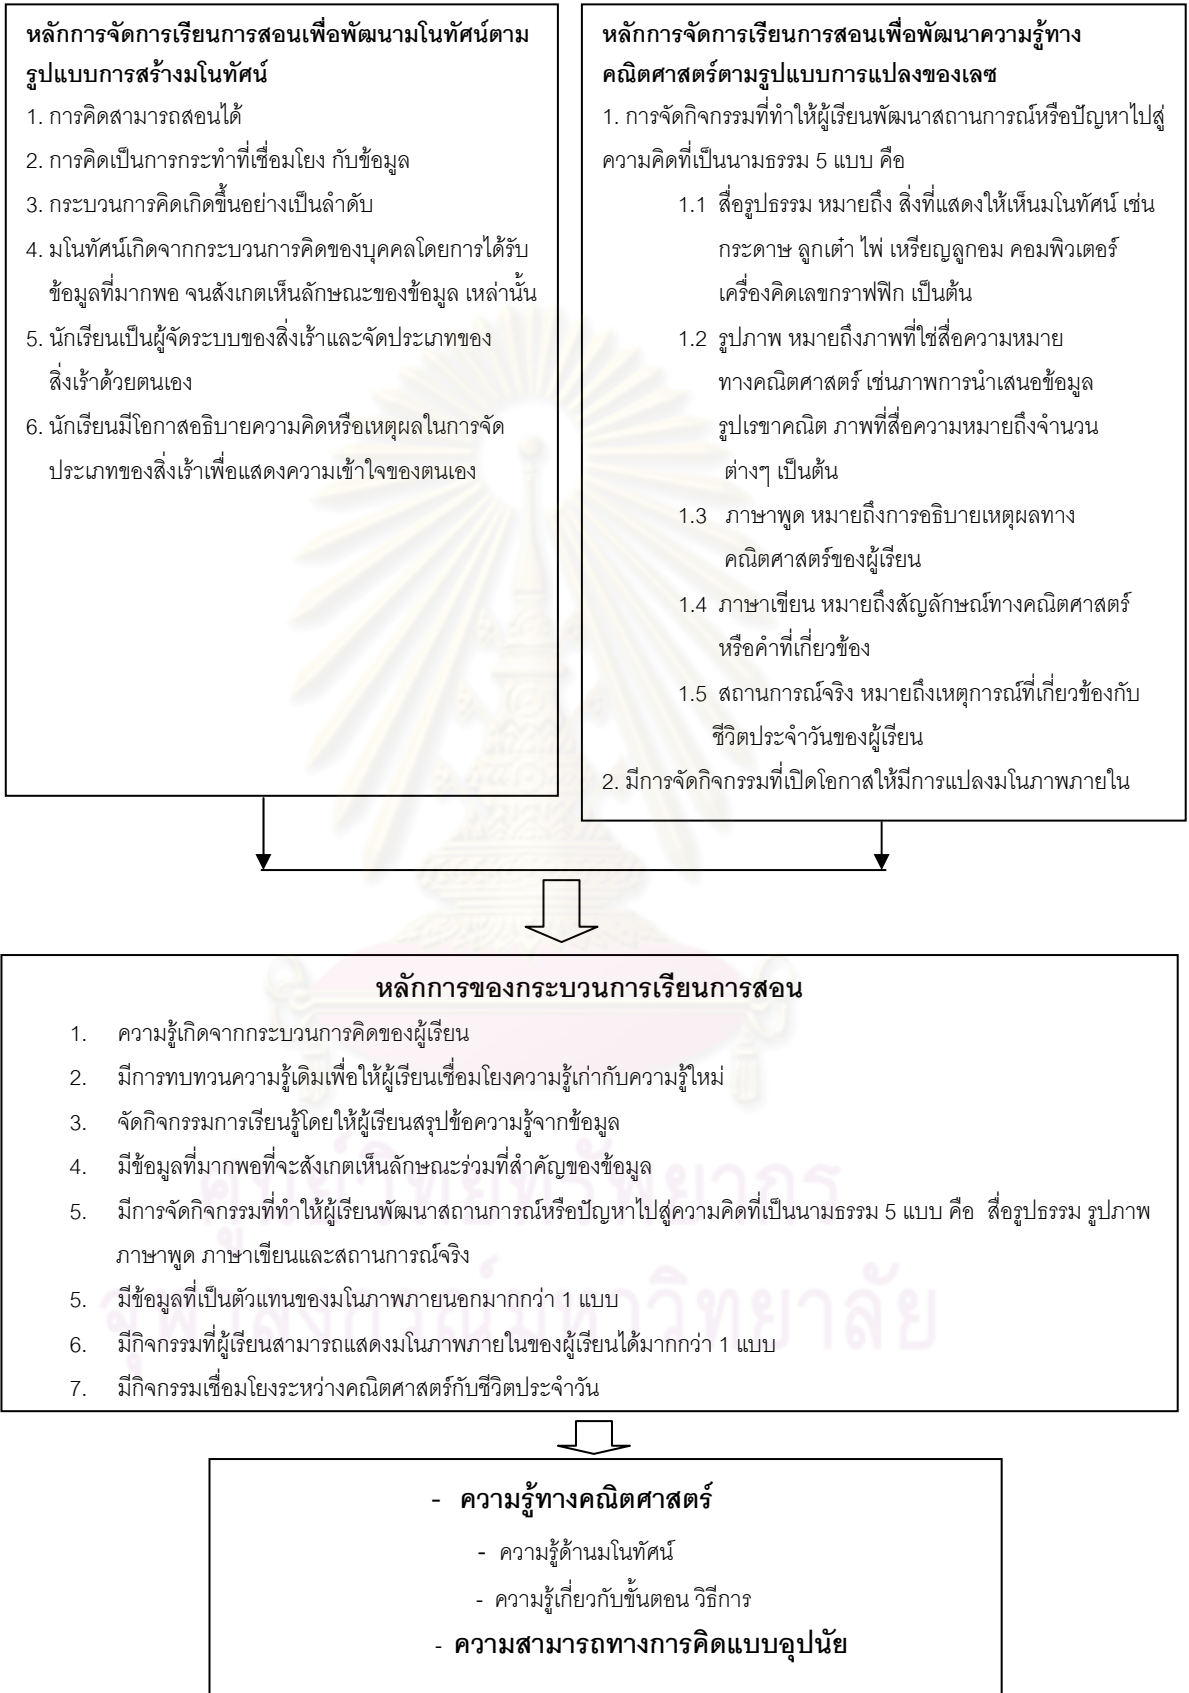 หลักการจัดการเรียนการสอนเพื่อพัฒนามโนทัศน์ตาม
รูปแบบการสร้างมโนทัศน์
1. การคิดสามารถสอนได้
2. การคิดเป็นการกระทำที่เชื่อมโยง กับข้อมูล
3. กระบวนการคิดเกิดขึ้นอย่างเป็นลำดับ
4. มโนทัศน์เกิดจากกระบวนการคิดของบุคคลโดยการได้รับ
ข้อมูลที่มากพอ จนสังเกตเห็นลักษณะของข้อมูล เหล่านั้น
5. นักเรียนเป็นผู้จัดระบบของสิ่งเร้าและจัดประเภทของ
สิ่งเร้าด้วยตนเอง
6. นักเรียนมีโอกาสอธิบายความคิดหรือเหตุผลในการจัด
ประเภทของสิ่งเร้าเพื่อแสดงความเข้าใจของตนเอง
หลักการจัดการเรียนการสอนเพื่อพัฒนาความรู้ทาง
คณิตศาสตร์ตามรูปแบบการแปลงของเลซ
1. การจัดกิจกรรมที่ทำให้ผู้เรียนพัฒนาสถานการณ์หรือปัญหาไปสู่
ความคิดที่เป็นนามธรรม 5 แบบ คือ
1.1 สื่อรูปธรรม หมายถึง สิ่งที่แสดงให้เห็นมโนทัศน์ เช่น
กระดาษ ลูกเต๋า ไพ่ เหรียญลูกอม คอมพิวเตอร์
เครื่องคิดเลขกราฟฟิก เป็นต้น
1.2 รูปภาพ หมายถึงภาพที่ใช่สื่อความหมาย
ทางคณิตศาสตร์ เช่นภาพการนำเสนอข้อมูล
รูปเรขาคณิต ภาพที่สื่อความหมายถึงจำนวน
ต่างๆ เป็นต้น
1.3 ภาษาพูด หมายถึงการอธิบายเหตุผลทาง
คณิตศาสตร์ของผู้เรียน
1.4 ภาษาเขียน หมายถึงสัญลักษณ์ทางคณิตศาสตร์
หรือคำที่เกี่ยวข้อง
1.5 สถานการณ์จริง หมายถึงเหตุการณ์ที่เกี่ยวข้องกับ
ชีวิตประจำวันของผู้เรียน
2. มีการจัดกิจกรรมที่เปิดโอกาสให้มีการแปลงมโนภาพภายใน
หลักการของกระบวนการเรียนการสอน
1. ความรู้เกิดจากกระบวนการคิดของผู้เรียน
2. มีการทบทวนความรู้เดิมเพื่อให้ผู้เรียนเชื่อมโยงความรู้เก่ากับความรู้ใหม่
3. จัดกิจกรรมการเรียนรู้โดยให้ผู้เรียนสรุปข้อความรู้จากข้อมูล
4. มีข้อมูลที่มากพอที่จะสังเกตเห็นลักษณะร่วมที่สำคัญของข้อมูล
5. มีการจัดกิจกรรมที่ทำให้ผู้เรียนพัฒนาสถานการณ์หรือปัญหาไปสู่ความคิดที่เป็นนามธรรม 5 แบบ คือ สื่อรูปธรรม รูปภาพ
ภาษาพูด ภาษาเขียนและสถานการณ์จริง
5. มีข้อมูลที่เป็นตัวแทนของมโนภาพภายนอกมากกว่า 1 แบบ
6. มีกิจกรรมที่ผู้เรียนสามารถแสดงมโนภาพภายในของผู้เรียนได้มากกว่า 1 แบบ
7. มีกิจกรรมเชื่อมโยงระหว่างคณิตศาสตร์กับชีวิตประจำวัน
ศูนย์วิทยทรัพยากร
จุฬาลงกรณ์มหาวิทยาลัย
- ความรู้ทางคณิตศาสตร์
- ความรู้ด้านมโนทัศน์
- ความรู้เกี่ยวกับขั้นตอน วิธีการ
- ความสามารถทางการคิดแบบอุปนัย